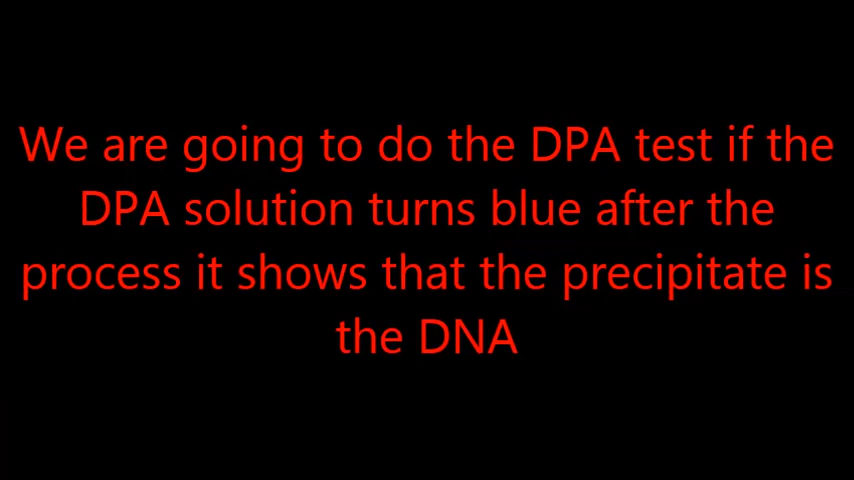 We are going to do the DPA test if the
DPA solution turns blue after the
process it shows that the precipitate is
the DNA